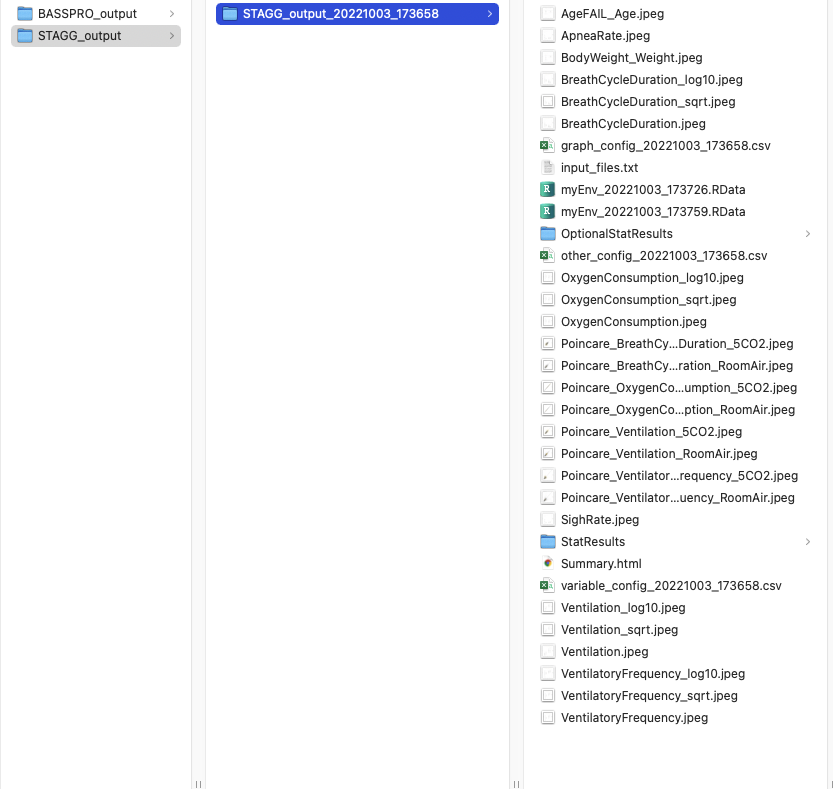 BASSPRO_output
STAGG_output
STAGG_output_20221003_173658
AgeFAIL_Age.jpeg
ApneaRate.jpeg
BodyWeight_Weight.jpeg
BreathCycleDuration_log10.jpeg
BreathCycleDuration_sqrt.jpeg
BreathCycleDuration.jpeg
graph_config_20221003_173658.csv
input_files.txt
myEnv_20221003_173726.RData
myEnv_20221003_173759.RData
OptionalStatResults
other_config_20221003_173658.csv
OxygenConsumption_log10.jpeg
OxygenConsumption_sqrt.jpeg
OxygenConsumption.jpeg
Poincare_BreathCy...Duration_5CO2.jpeg
Poincare_BreathCy...ration_RoomAir.jpeg
Poincare_OxygenCo...umption_5CO2.jpeg
Poincare_OxygenCo...ption_RoomAir.jpeg
Poincare_Ventilation_5CO2.jpeg
Poincare_Ventilation_RoomAir.jpeg
Poincare_Ventilator...requency_5CO2.jpeg
Poincare_Ventilator...uency_RoomAir.jpeg
SighRate.jpeg
StatResults
Summary.html
variable_config_20221003_173658.csv
Ventilation_log10.jpeg
Ventilation_sqrt.jpeg
Ventilation.jpeg
VentilatoryFrequency_log10.jpeg
VentilatoryFrequency_sqrt.jpeg
VentilatoryFrequency.jpeg